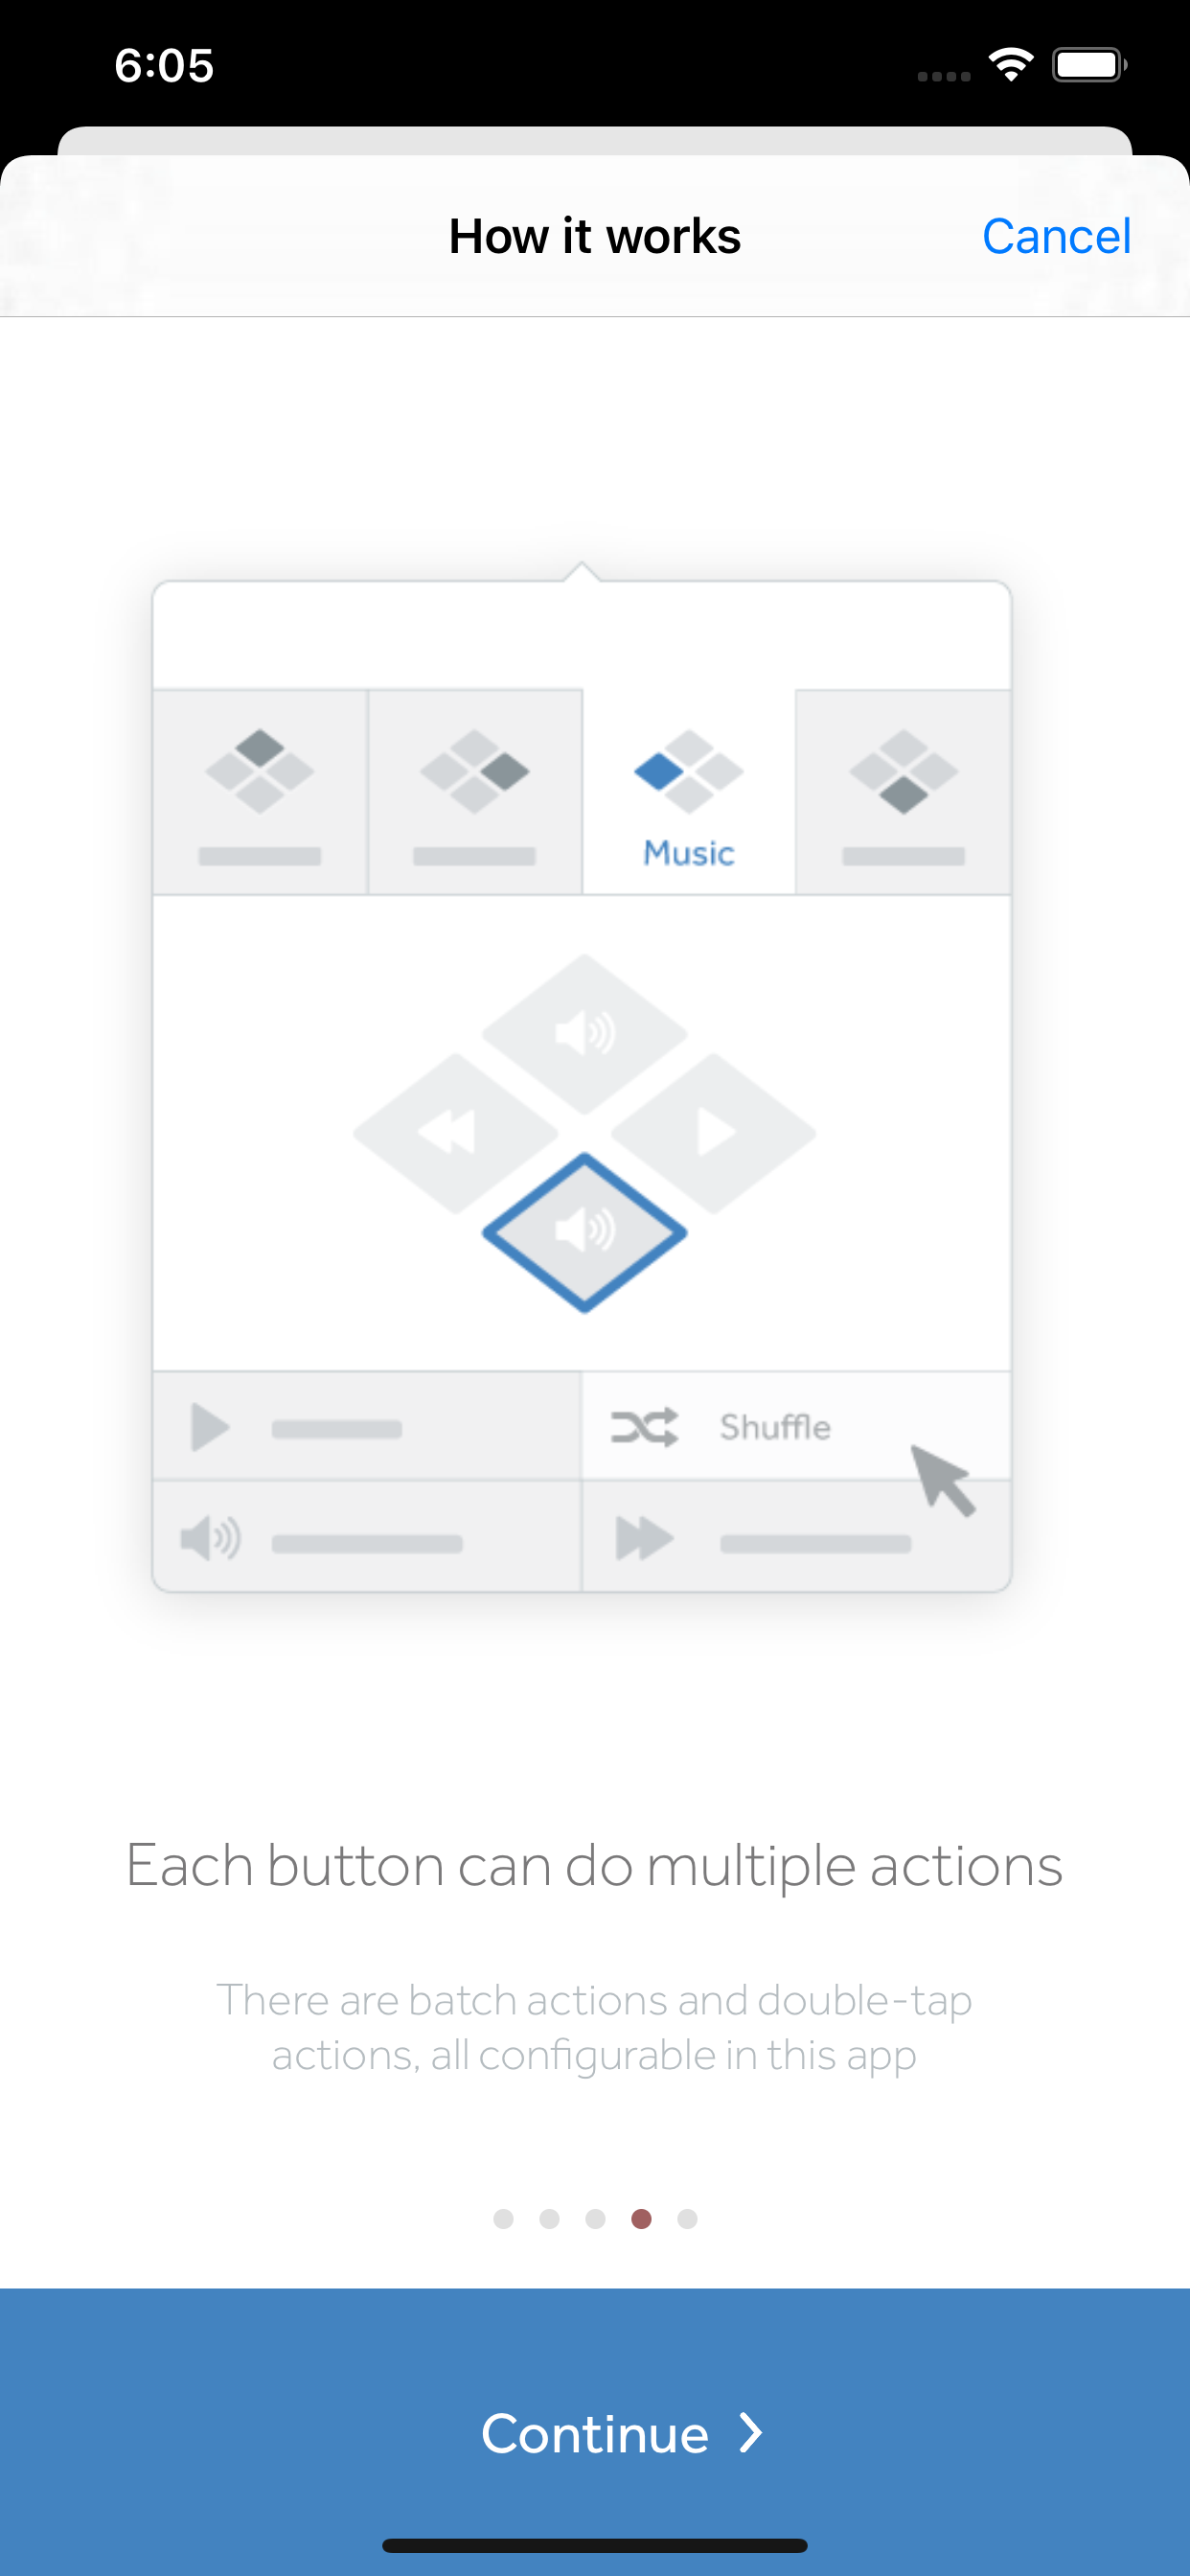 6:05
How it works
Cancel
Music
Shuffle
Each button can do multiple actions
There are batch actions and double-tap
actions, all configurable in this app
Continue